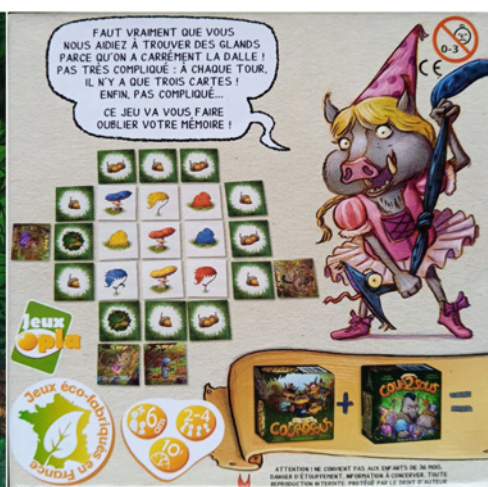 FAUT VRAIMENT QUE VOUS
NOUS AIDIEZ À TROUVER DES GLANDS
PARCE QU'ON A CARRÉMENT LA DALLE !
PAS TRÉS COMPLIQUÉ : À CHAQUE TOUR,
IL N'Y A QUE TROIS CARTES !
ENFIN, PAS COMPLIQUÉ...
CE JEU VA VOUS FAIRE
OUBLIER VOTRE MÉMOIRE !
0-3
CE
Jeux
Opla
Jeux éco-fabriqués en France
6 ans
2-4
10
+
=
ATTENTION ! NE CONVIENT PAS AUX ENFANTS DE 36 MOIS.
DANGER D'ÉTOUFFEMENT. INFORMATION À CONCERVER. TOUTE
REPRODUCTION INTERDITE. PROTÉGÉ PAR LE DROIT D'AUTEUR